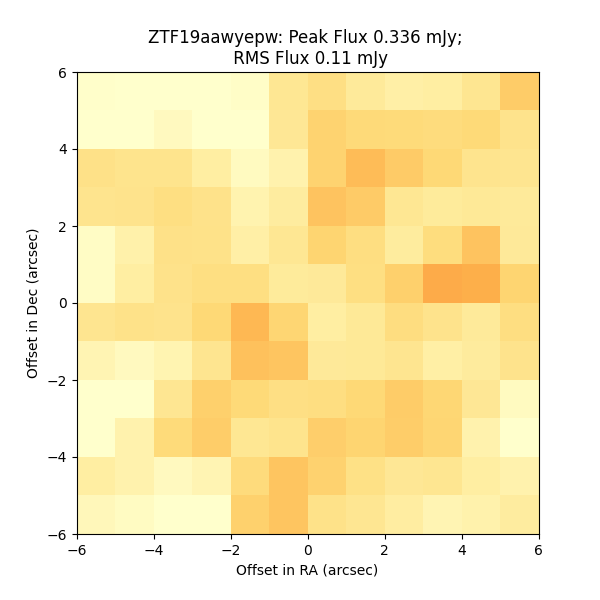 ZTF19aawyepw: Peak Flux 0.336 mJy;
RMS Flux 0.11 mJy
6
4
2
0
−2
−4
−6
Offset in Dec (arcsec)
−6 −4 −2 0 2 4 6
Offset in RA (arcsec)